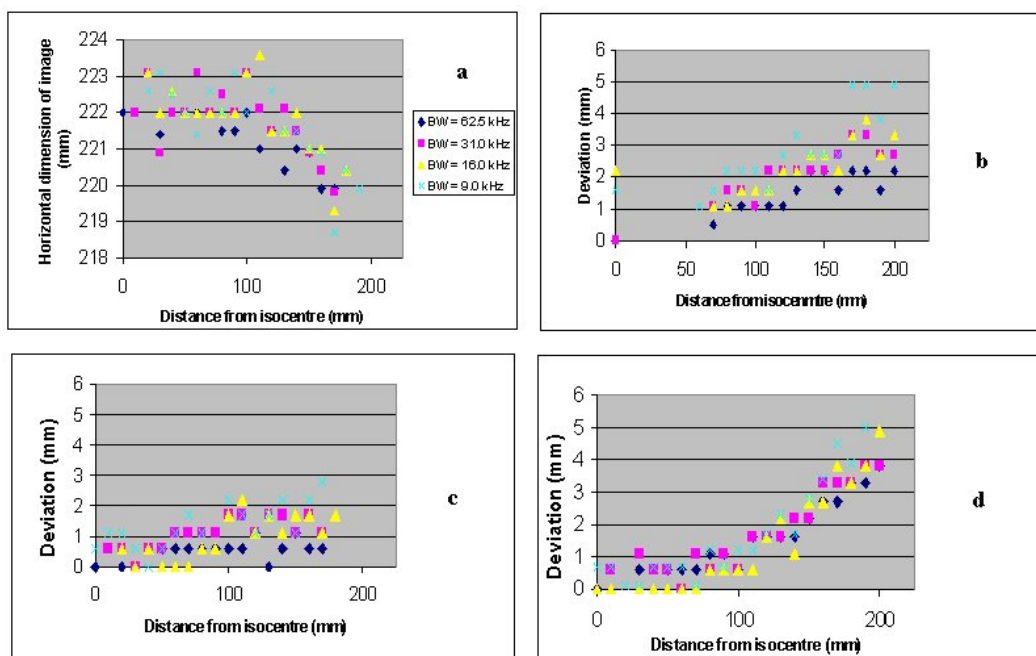 224
223
222
221
220
219
218
Horizontal dimension of image
(mm)
0
100
200
Distance from isocentre (mm)
a
BW = 62.5 kHz
BW = 31.0 kHz
BW = 16.0 kHz
BW = 9.0 kHz
6
5
4
3
2
1
0
Deviation (mm)
0
50
100
150
200
Distance from isocenmtre (mm)
b
6
5
4
3
2
1
0
Deviation (mm)
0
100
200
Distance from isocentre (mm)
c
6
5
4
3
2
1
0
Deviation (mm)
0
100
200
Distance from isocentre (mm)
d